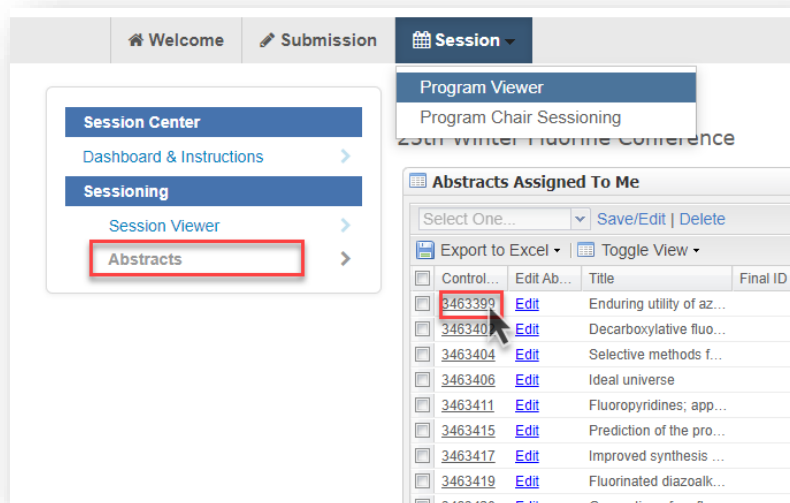 Welcome
Submission
Session
Program Viewer
Program Chair Sessioning
Session Center
Dashboard & Instructions
Sessioning
Session Viewer
Abstracts
25th Winter Fluorine Conference
Abstracts Assigned To Me
Select One...
Save/Edit | Delete
Export to Excel
Toggle View
Control... Edit Ab... Title Final ID
3463399 Edit Enduring utility of az...
Edit Decarboxylative fluo...
3463404 Edit Selective methods f...
3463406 Edit Ideal universe
3463411 Edit Fluoropyridines; app...
3463415 Edit Prediction of the pro...
3463417 Edit Improved synthesis ...
3463419 Edit Fluorinated diazoalk...